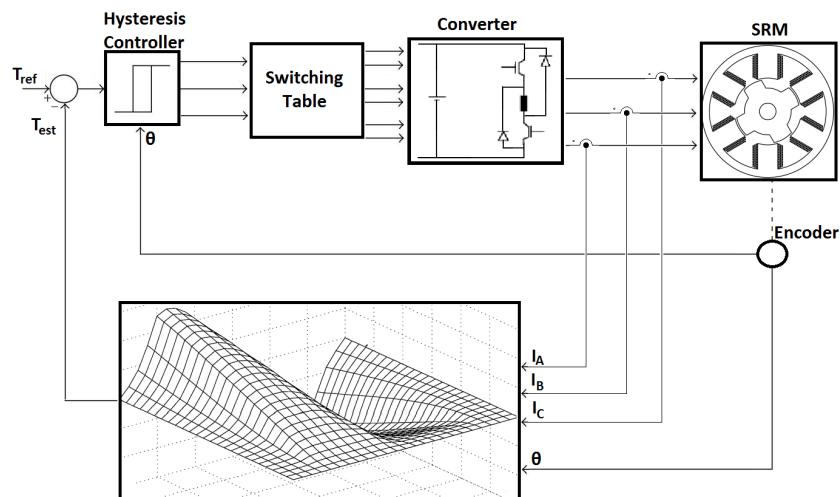 Hysteresis
Controller
Converter
SRM
Switching
Table
Tref
+
−
Test
θ
Encoder
IA
IB
IC
θ